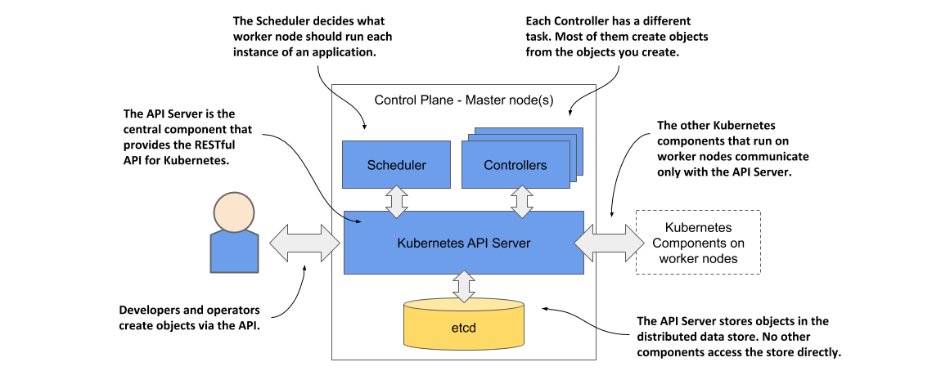 The Scheduler decides what
worker node should run each
instance of an application.
Each Controller has a different
task. Most of them create objects
from the objects you create.
Control Plane - Master node(s)
The API Server is the
central component that
provides the RESTful
API for Kubernetes.
Scheduler
Controllers
The other Kubernetes
components that run on
worker nodes communicate
only with the API Server.
Kubernetes API Server
Kubernetes
Components on
worker nodes
Developers and operators
create objects via the API.
etcd
The API Server stores objects in the
distributed data store. No other
components access the store directly.